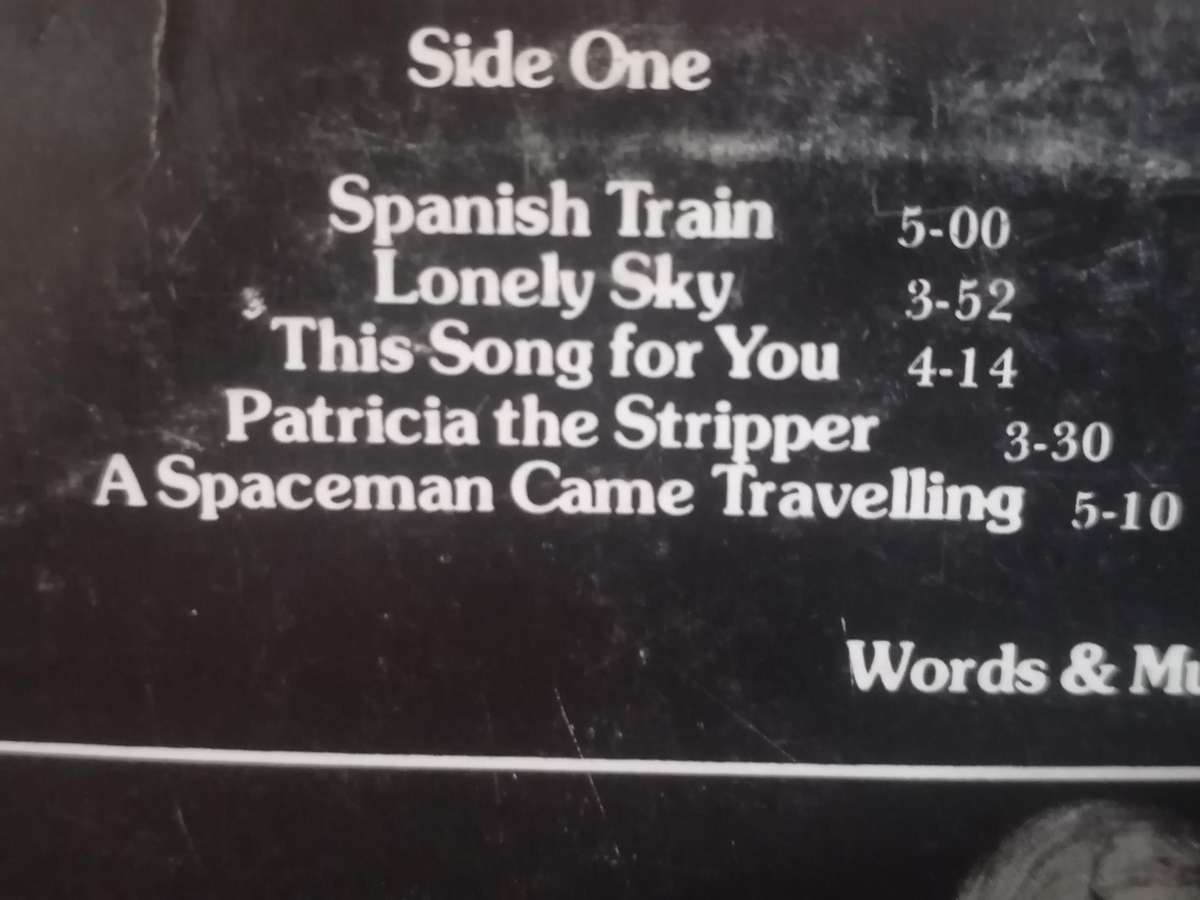 Side One
Spanish Train 5-00
Lonely Sky 3-52
This Song for You 4-14
Patricia the Stripper 3-30
A Spaceman Came Travelling 5-10
Words &